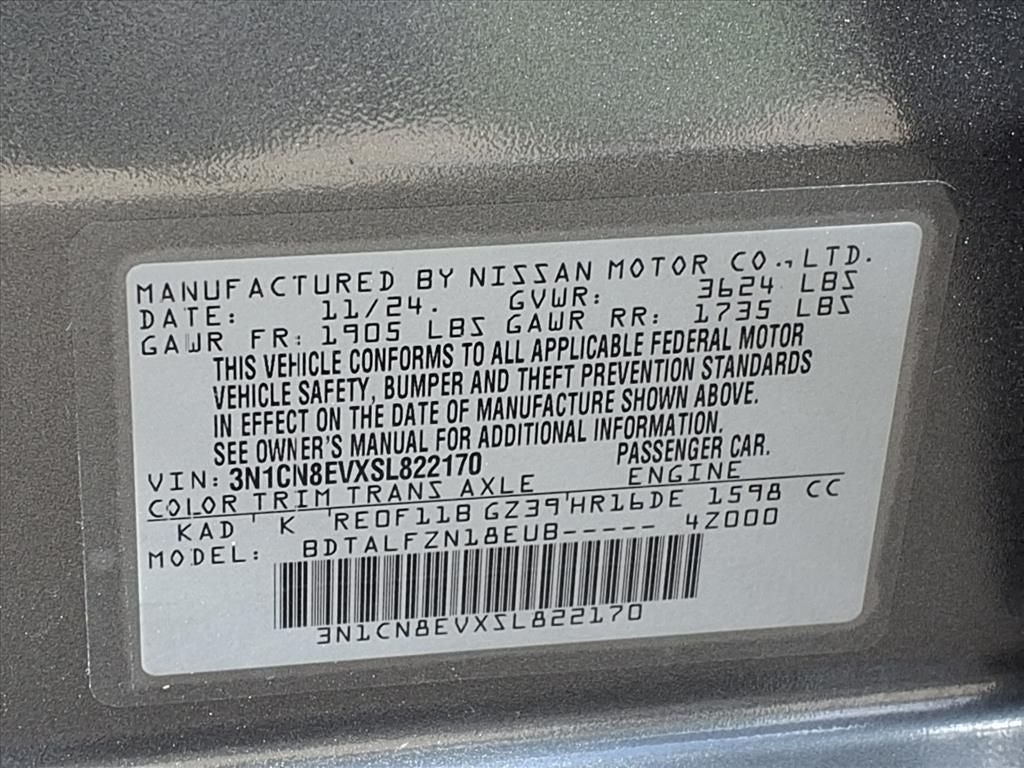 MANUFACTURED BY NISSAN MOTOR CO., LTD.
DATE: 11/24. GVWR: 3624 LBS
GAWR FR: 1905 LBS GAWR RR: 1735 LBS
THIS VEHICLE CONFORMS TO ALL APPLICABLE FEDERAL MOTOR
VEHICLE SAFETY, BUMPER AND THEFT PREVENTION STANDARDS
IN EFFECT ON THE DATE OF MANUFACTURE SHOWN ABOVE.
SEE OWNER'S MANUAL FOR ADDITIONAL INFORMATION.
VIN: 3N1CN8EVXSL822170 PASSENGER CAR.
COLOR TRIM TRANS AXLE ENGINE
KAD K RE0F11B GZ39 HR16DE 1598 CC
MODEL: BDTALFZN18EUB----- 4Z000
3N1CN8EVXSL822170